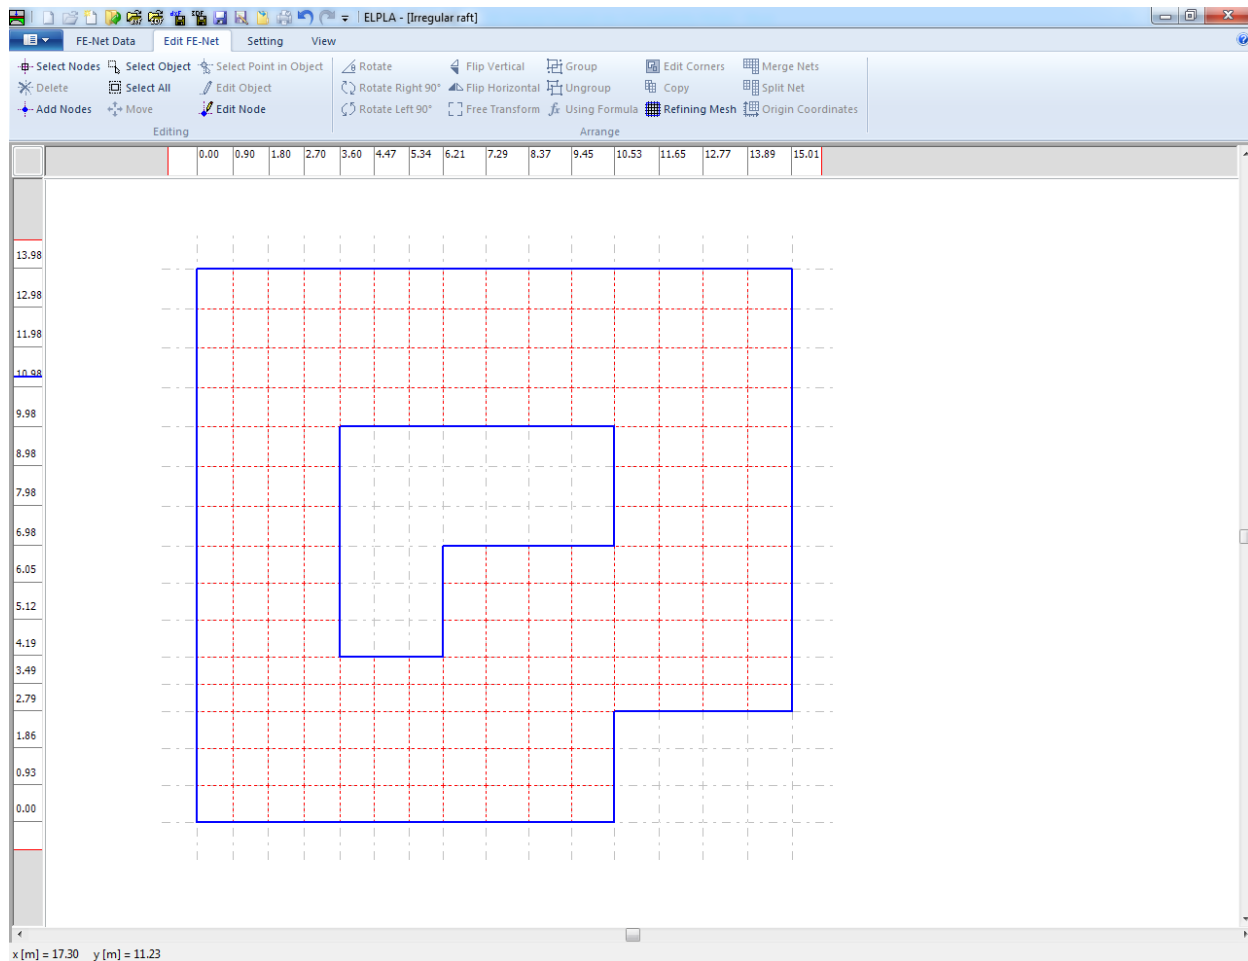 ELPLA - [Irregular raft]
FE-Net Data Edit FE-Net Setting View
Select Nodes Select Object Select Point in Object Rotate Flip Vertical Group Edit Corners Merge Nets
Delete Select All Edit Object Rotate Right 90° Flip Horizontal Ungroup Copy Split Net
Add Nodes Move Edit Node Rotate Left 90° Free Transform fx Using Formula Refining Mesh Origin Coordinates
Editing Arrange
0.00 0.90 1.80 2.70 3.60 4.47 5.34 6.21 7.29 8.37 9.45 10.53 11.65 12.77 13.89 15.01
13.98
12.98
11.98
10.98
9.98
8.98
7.98
6.98
6.05
5.12
4.19
3.49
2.79
1.86
0.93
0.00
x [m] = 17.30 y [m] = 11.23